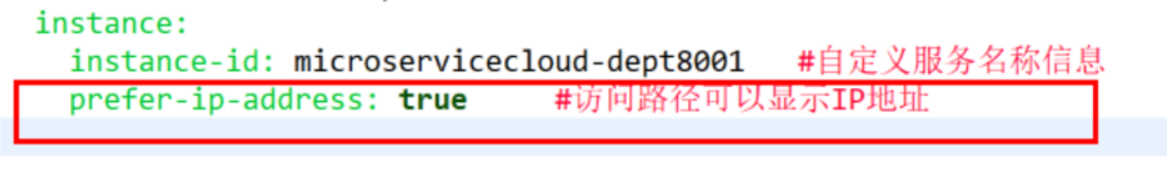 instance:
instance-id: microservicecloud-dept8001 #自定义服务名称信息
prefer-ip-address: true #访问路径可以显示IP地址